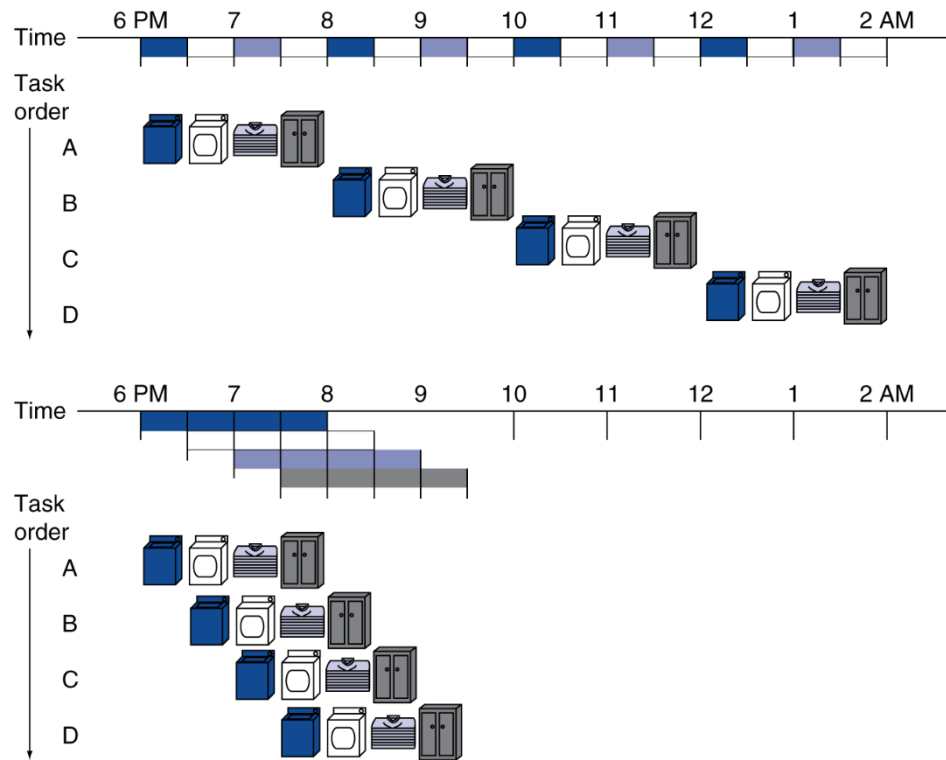 6 PM 7 8 9 10 11 12 1 2 AM
Time
Task
order
A
B
C
D
6 PM 7 8 9 10 11 12 1 2 AM
Time
Task
order
A
B
C
D